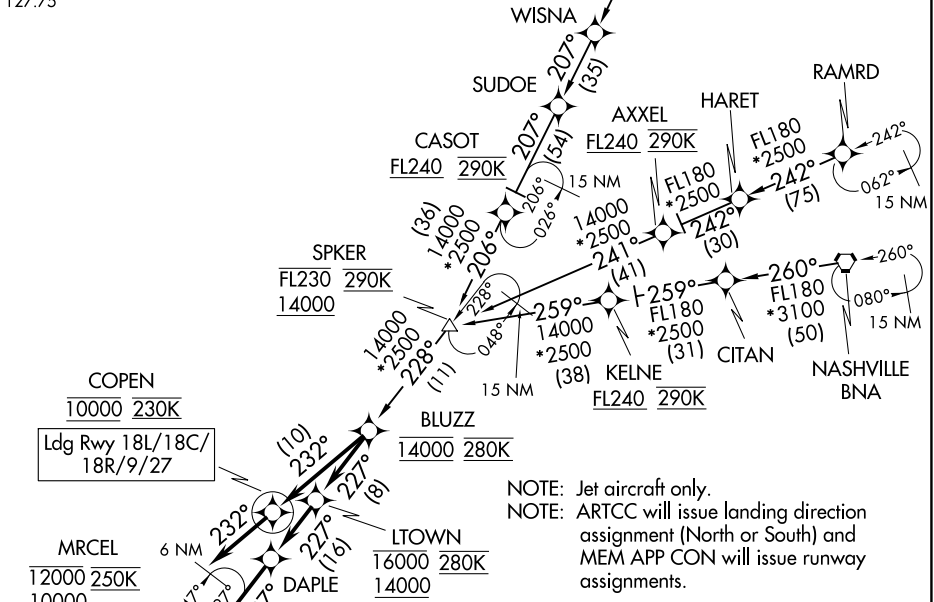 127.75
WISNA
207°
(35)
SUDOE
207°
(54)
CASOT
FL240 290K
206°
026°
15 NM
(36)
14000
*2500
206°
RAMRD
HARET
AXXEL
FL240 290K
FL180
*2500
242°
(75)
242°
062°
15 NM
FL180
*2500
242°
(30)
14000
*2500
241°
(41)
SPKER
FL230 290K
14000
228°
048°
15 NM
259°
14000
*2500
(38)
KELNE
FL240 290K
259°
FL180
*2500
(31)
CITAN
260°
FL180
*3100
(50)
260°
080°
15 NM
NASHVILLE
BNA
14000
*2500
228°
(11)
COPEN
10000 230K
Ldg Rwy 18L/18C/
18R/9/27
BLUZZ
14000 280K
(10)
232°
227°
(8)
232°
6 NM
227°
(16)
LTOWN
16000 280K
14000
DAPLE
MRCEL
12000 250K
10000
NOTE: Jet aircraft only.
NOTE: ARTCC will issue landing direction
assignment (North or South) and
MEM APP CON will issue runway
assignments.